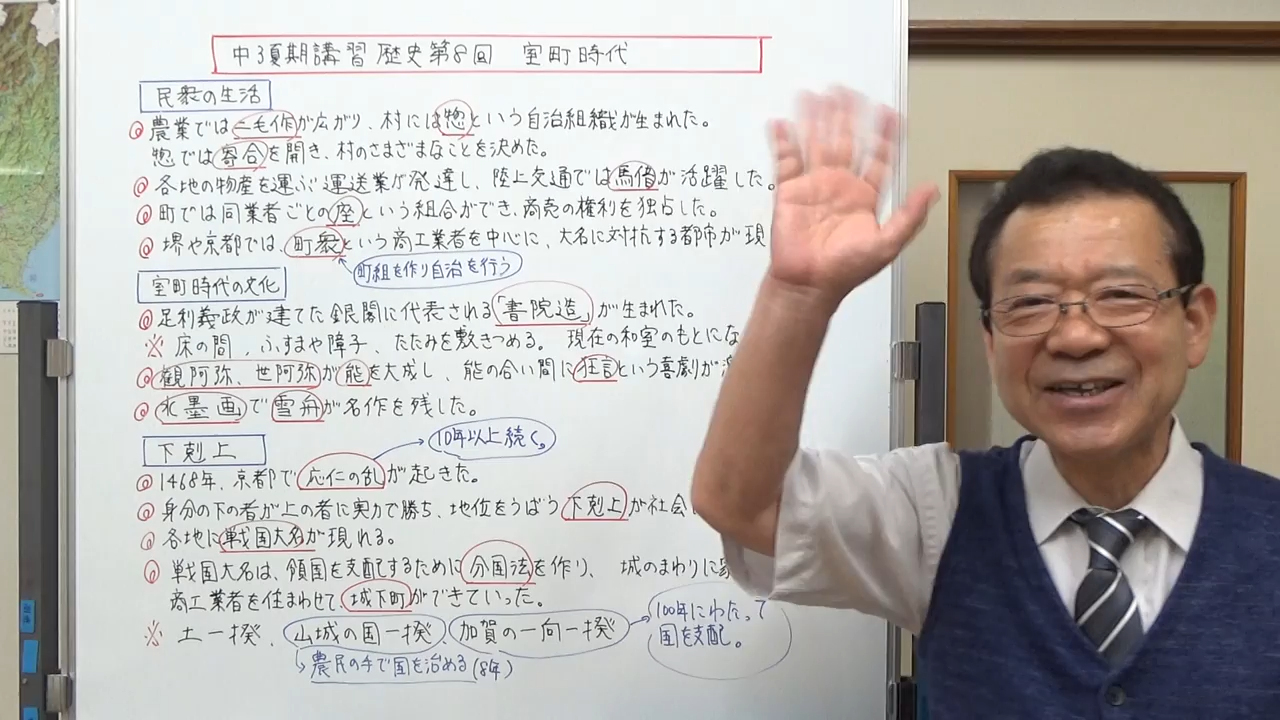 中3夏期講習 歴史第8回 室町時代
民衆の生活
◎農業では二毛作が広がり、村には惣という自治組織が生まれた。
惣では寄合を開き、村のさまざまなことを決めた。
◎各地の物産を運ぶ運送業が発達し、陸上交通では馬借が活躍した。
◎町では同業者ごとの座という組合ができ、商売の権利を独占した。
◎堺や京都では、町衆という商工業者を中心に、大名に対抗する都市が現
町組を作り自治を行う
室町時代の文化
◎足利義政が建てた銀閣に代表される「書院造」が生まれた。
※ 床の間、ふすまや障子、たたみを敷きつめる。 現在の和室のもとにな
◎観阿弥、世阿弥が能を大成し、能の合い間に狂言という喜劇が
◎水墨画で雪舟が名作を残した。
下剋上
10年以上続く。
◎1468年、京都で応仁の乱が起きた。
◎身分の下の者が上の者に実力で勝ち、地位をうばう下剋上が社会
◎各地に戦国大名が現れる。
◎戦国大名は、領国を支配するために分国法を作り、 城のまわりに
商工業者を住まわせて、城下町ができていった。
※ 土一揆、山城の国一揆、加賀の一向一揆
100年にわたって
国を支配。
農民の手で国を治める(8年)